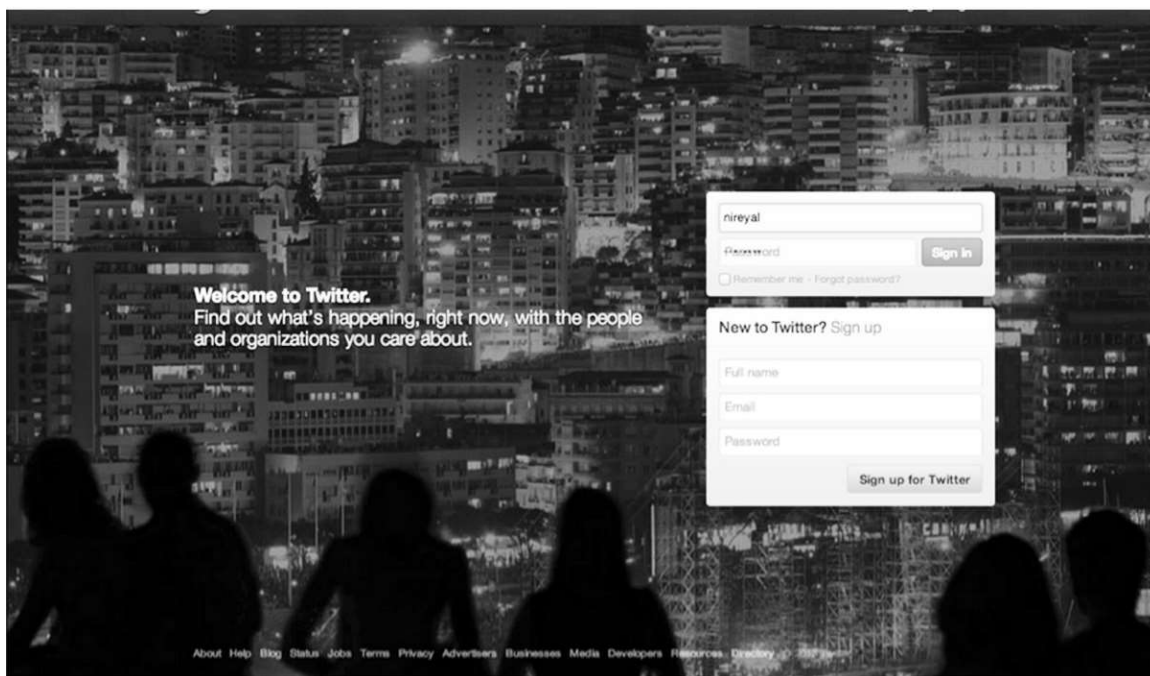 nireyal
Sign in
Remember me - Forgot password?
Welcome to Twitter.
Find out what's happening, right now, with the people
and organizations you care about.
New to Twitter? Sign up
Full name
Email
Password
Sign up for Twitter
About Help Blog Status Jobs Terms Privacy Advertisers Businesses Media Developers Resources Directory